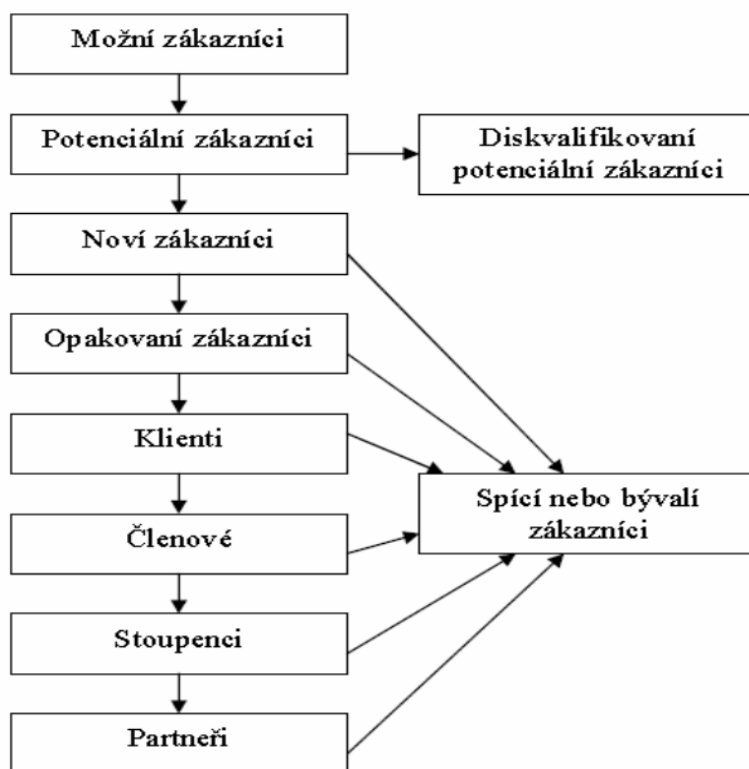 Možní zákazníci
Potenciální zákazníci
Diskvalifikovaní
potenciální zákazníci
Noví zákazníci
Opakovaní zákazníci
Klienti
Spící nebo bývalí
zákazníci
Členové
Stoupenci
Partneři